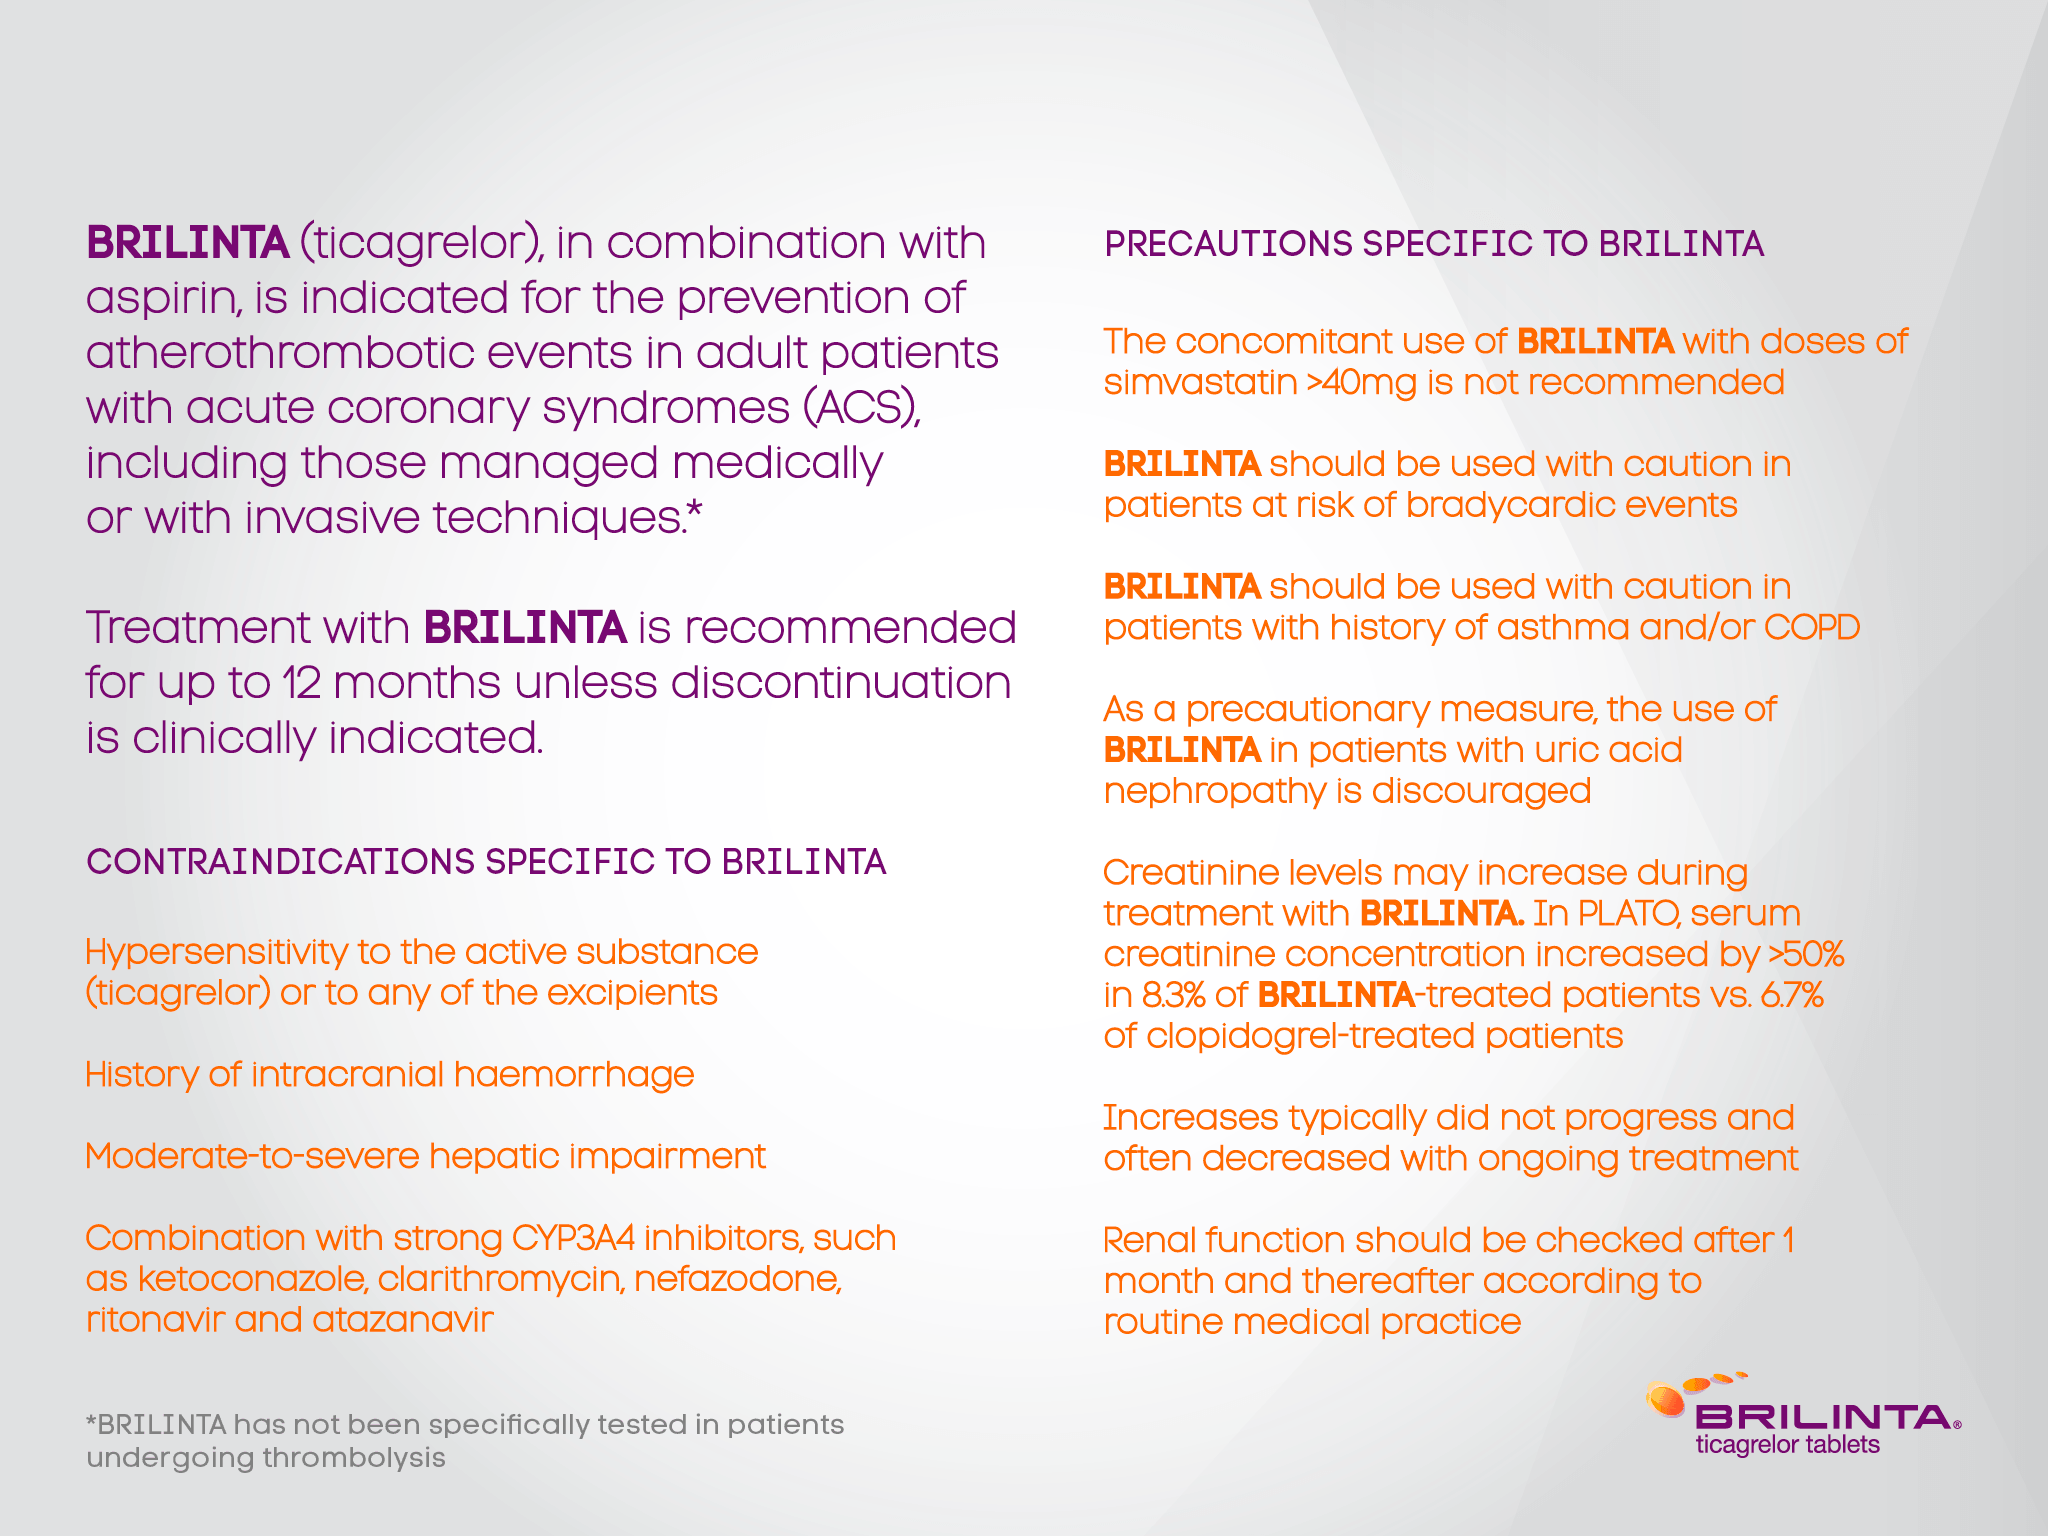 BRILINTA (ticagrelor), in combination with
aspirin, is indicated for the prevention of
atherothrombotic events in adult patients
with acute coronary syndromes (ACS),
including those managed medically
or with invasive techniques.*
Treatment with BRILINTA is recommended
for up to 12 months unless discontinuation
is clinically indicated.
CONTRAINDICATIONS SPECIFIC TO BRILINTA
Hypersensitivity to the active substance
(ticagrelor) or to any of the excipients
History of intracranial haemorrhage
Moderate-to-severe hepatic impairment
Combination with strong CYP3A4 inhibitors, such
as ketoconazole, clarithromycin, nefazodone,
ritonavir and atazanavir
*BRILINTA has not been specifically tested in patients
undergoing thrombolysis
PRECAUTIONS SPECIFIC TO BRILINTA
The concomitant use of BRILINTA with doses of
simvastatin >40mg is not recommended
BRILINTA should be used with caution in
patients at risk of bradycardic events
BRILINTA should be used with caution in
patients with history of asthma and/or COPD
As a precautionary measure, the use of
BRILINTA in patients with uric acid
nephropathy is discouraged
Creatinine levels may increase during
treatment with BRILINTA. In PLATO, serum
creatinine concentration increased by >50%
in 8.3% of BRILINTA-treated patients vs. 6.7%
of clopidogrel-treated patients
Increases typically did not progress and
often decreased with ongoing treatment
Renal function should be checked after 1
month and thereafter according to
routine medical practice
BRILINTA®
ticagrelor tablets